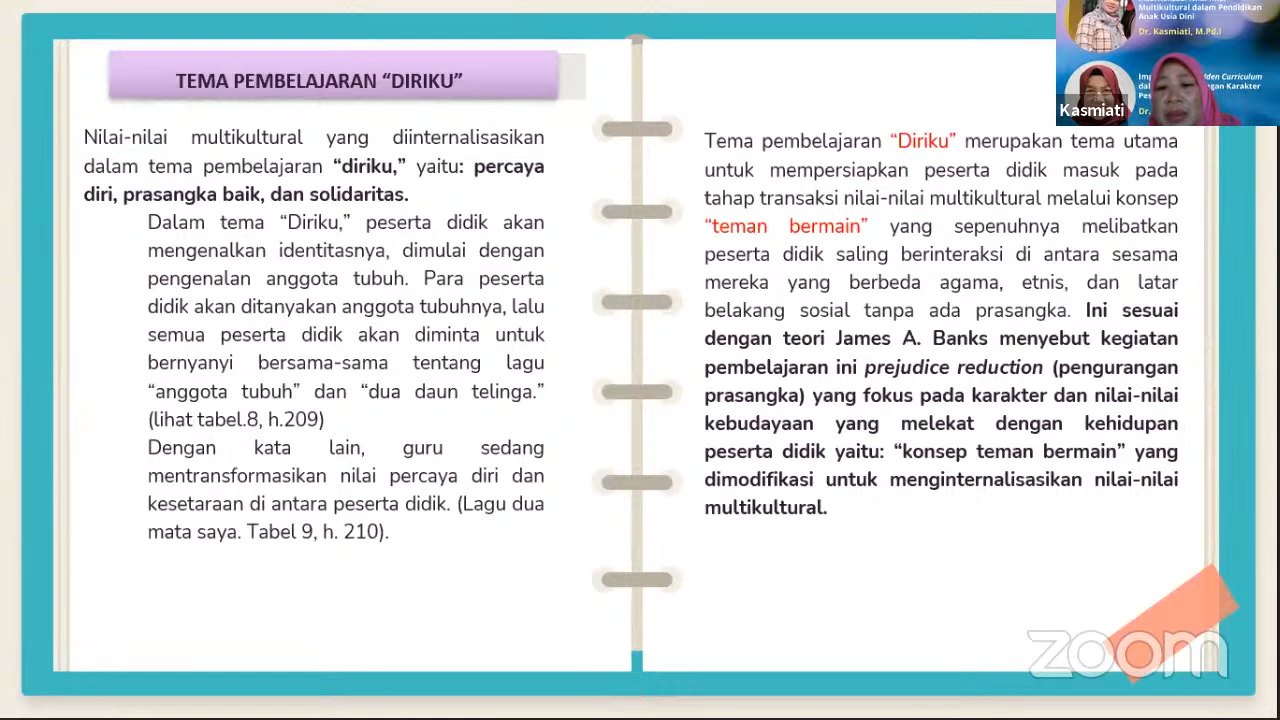 TEMA PEMBELAJARAN “DIRIKU”
Nilai-nilai multikultural yang diinternalisasikan
dalam tema pembelajaran “diriku,” yaitu: percaya
diri, prasangka baik, dan solidaritas.
Dalam tema “Diriku,” peserta didik akan
mengenalkan identitasnya, dimulai dengan
pengenalan anggota tubuh. Para peserta
didik akan ditanyakan anggota tubuhnya, lalu
semua peserta didik akan diminta untuk
bernyanyi bersama-sama tentang lagu
“anggota tubuh” dan “dua daun telinga.”
(lihat tabel.8, h.209)
Dengan kata lain, guru sedang
mentransformasikan nilai percaya diri dan
kesetaraan di antara peserta didik. (Lagu dua
mata saya. Tabel 9, h. 210).
Tema pembelajaran “Diriku” merupakan tema utama
untuk mempersiapkan peserta didik masuk pada
tahap transaksi nilai-nilai multikultural melalui konsep
“teman bermain” yang sepenuhnya melibatkan
peserta didik saling berinteraksi di antara sesama
mereka yang berbeda agama, etnis, dan latar
belakang sosial tanpa ada prasangka. Ini sesuai
dengan teori James A. Banks menyebut kegiatan
pembelajaran ini prejudice reduction (pengurangan
prasangka) yang fokus pada karakter dan nilai-nilai
kebudayaan yang melekat dengan kehidupan
peserta didik yaitu: “konsep teman bermain” yang
dimodifikasi untuk menginternalisasikan nilai-nilai
multikultural.
Multikultural dalam Pendidikan
Anak Usia Dini
Dr. Kasmiati, M.Pd.I
Curriculum
Karakter
Kasmiati
zoom